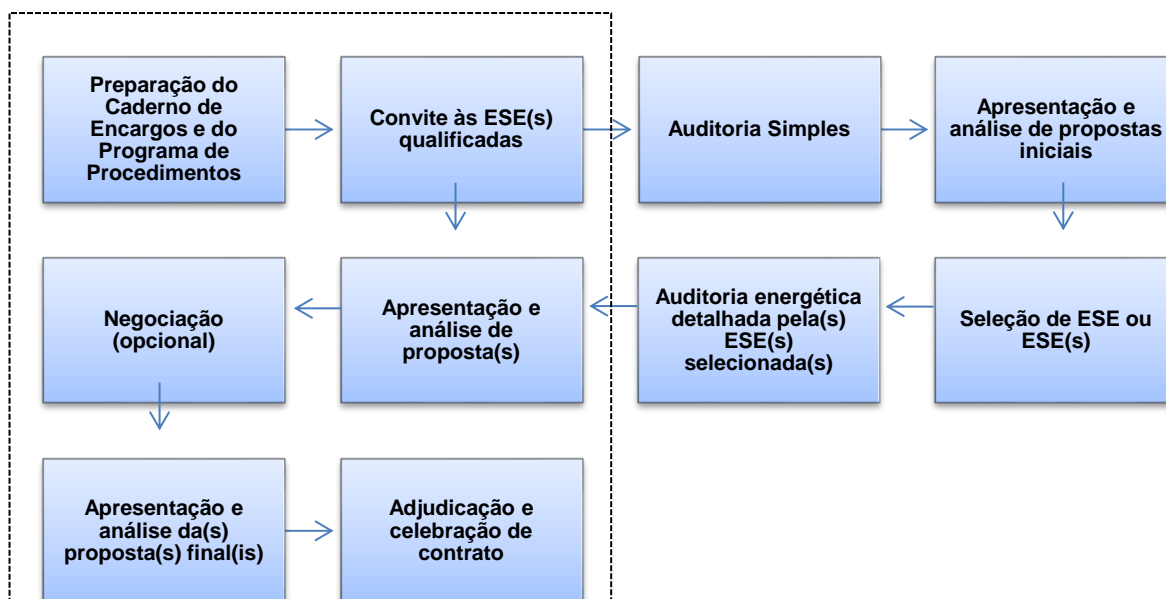 Preparação do
Caderno de
Encargos e do
Programa de
Procedimentos
Convite às ESE(s)
qualificadas
Auditoria Simples
Apresentação e
análise de propostas
iniciais
Negociação
(opcional)
Apresentação e
análise de
proposta(s)
Auditoria energética
detalhada pela(s)
ESE(s)
selecionada(s)
Seleção de ESE ou
ESE(s)
Apresentação e
análise da(s)
proposta(s) final(is)
Adjudicação e
celebração de
contrato